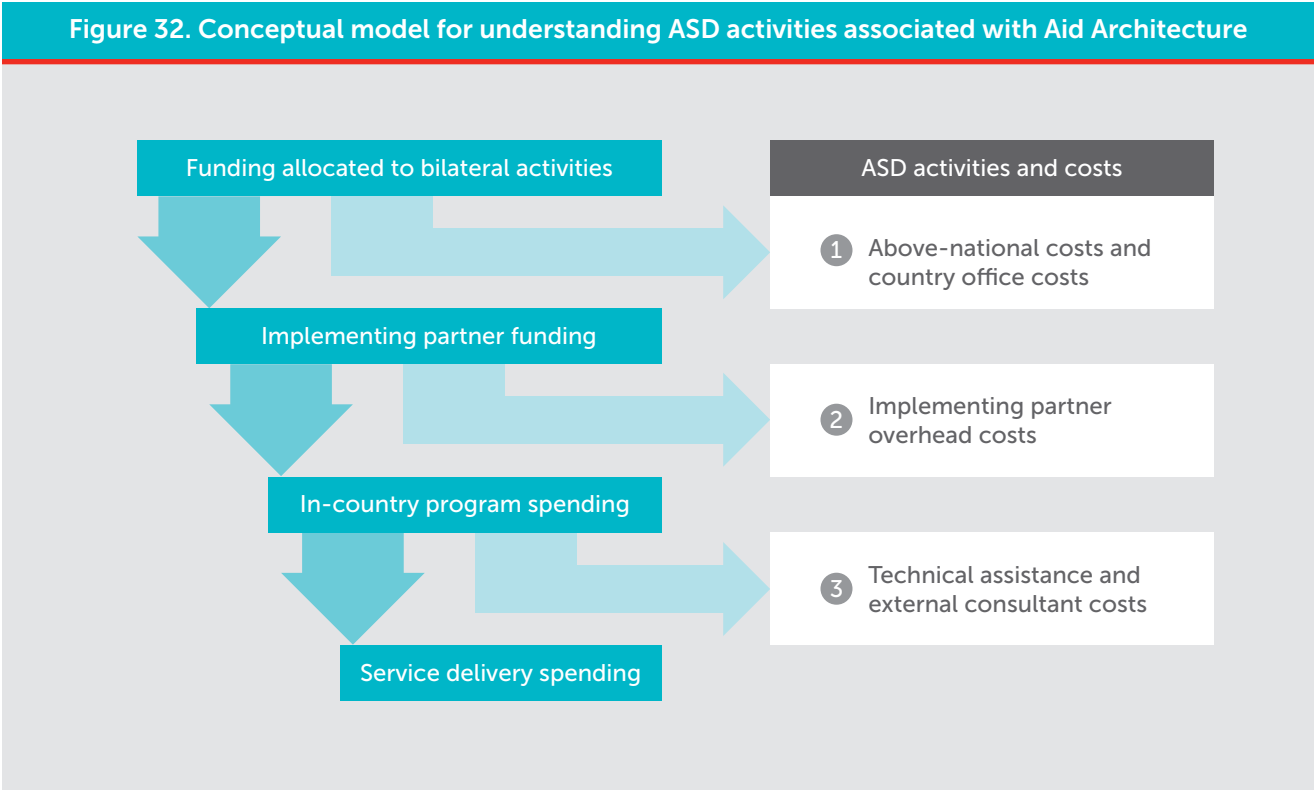 Figure 32. Conceptual model for understanding ASD activities associated with Aid Architecture
Funding allocated to bilateral activities
ASD activities and costs
1 Above-national costs and
country office costs
Implementing partner funding
2 Implementing partner
overhead costs
In-country program spending
3 Technical assistance and
external consultant costs
Service delivery spending